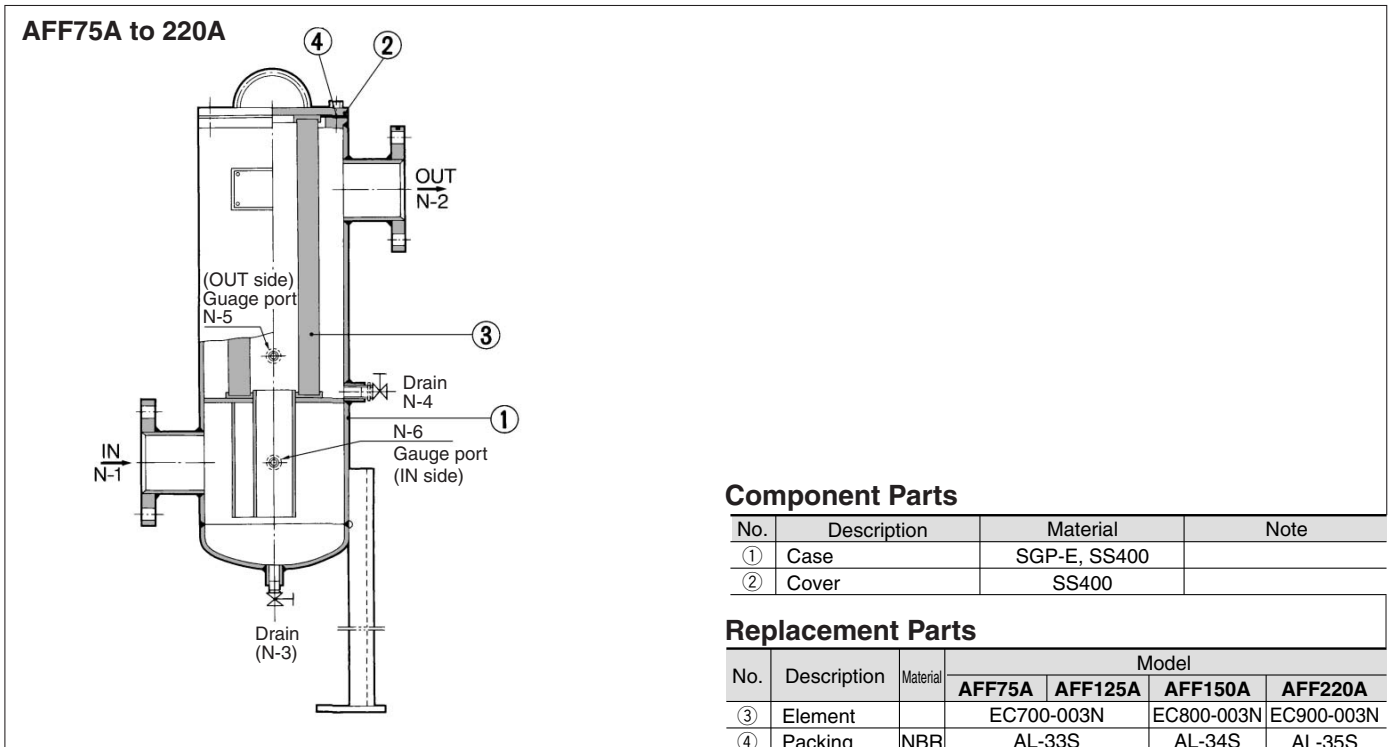 AFF75A to 220A
④ ②
OUT
N-2
(OUT side)
Guage port
N-5
③
Drain
N-4
①
N-6
Gauge port
(IN side)
IN
N-1
Drain
(N-3)
Component Parts
No. Description Material Note
① Case SGP-E, SS400
② Cover SS400
Replacement Parts
No. Description Material Model
AFF75A AFF125A AFF150A AFF220A
③ Element EC700-003N EC800-003N EC900-003N
④ Packing NBR AL-33S AL-34S AL-35S